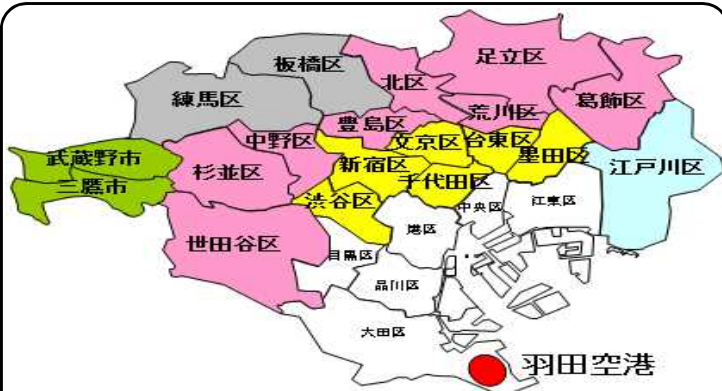 足立区
板橋区
北区
練馬区
葛飾区
荒川区
豊島区
中野区
文京区
台東区
墨田区
武蔵野市
杉並区
新宿区
江戸川区
三鷹市
千代田区
渋谷区
中央区
江東区
港区
世田谷区
目黒区
品川区
大田区
羽田空港